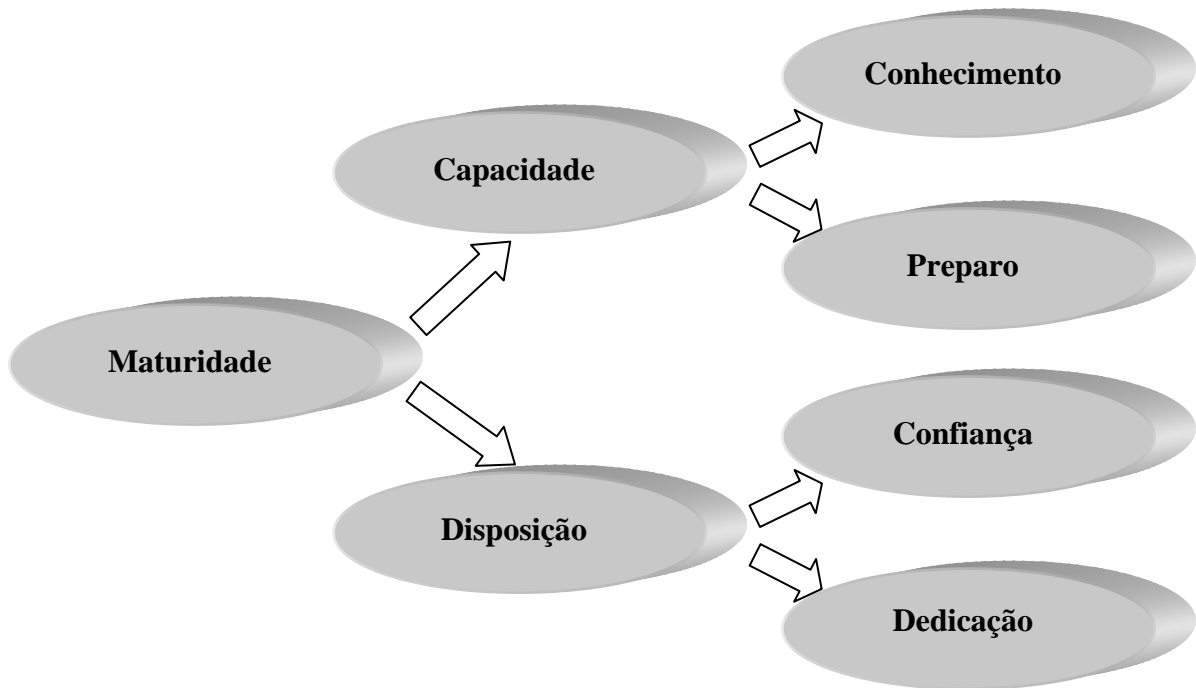 Conhecimento
Capacidade
Preparo
Maturidade
Confiança
Disposição
Dedicação